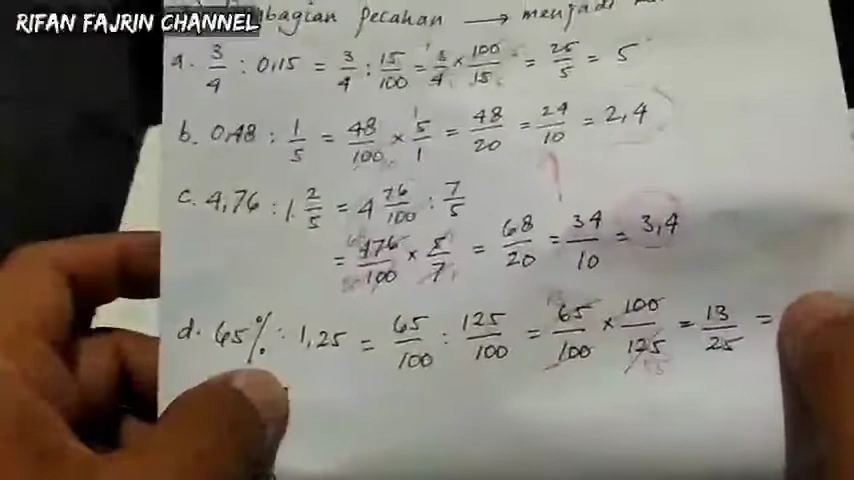 RIFAN FAJRIN CHANNEL
pecahan → menjadi
a. 3/4 : 0,15 = 3/4 : 15/100 = 3/4 × 100/15 = 25/5 = 5
b. 0,48 : 1/5 = 48/100 × 5/1 = 48/20 = 24/10 = 2,4
c. 4,76 : 1 2/5 = 4 76/100 : 7/5
= 476/100 × 5/7 = 68/20 = 34/10 = 3,4
d. 65% : 1,25 = 65/100 : 125/100 = 65/100 × 100/125 = 13/25 =